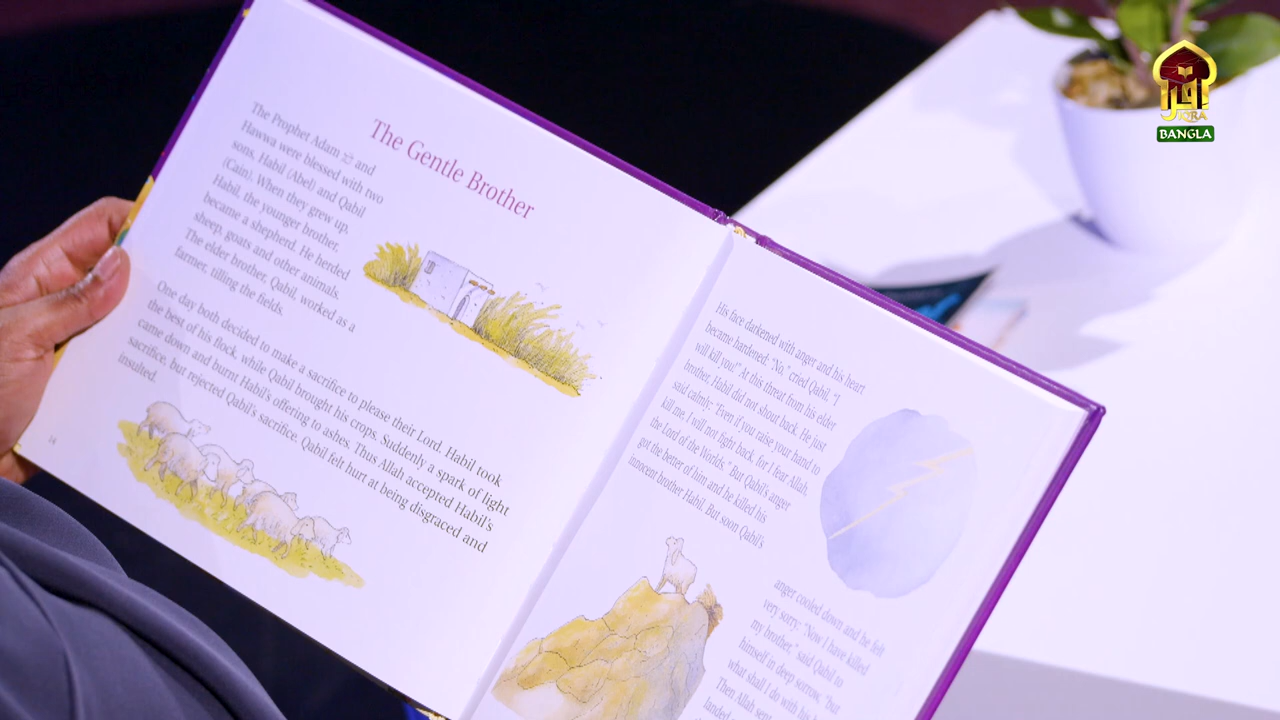 The Gentle Brother
The Prophet Adam and
Hawwa were blessed with two
sons, Habil (Abel) and Qabil
(Cain). When they grew up,
Habil, the younger brother,
became a shepherd. He herded
sheep, goats and other animals.
The elder brother, Qabil, worked as a
farmer, tilling the fields.
One day both decided to make a sacrifice to please their Lord. Habil took
the best of his flock, while Qabil brought his crops. Suddenly a spark of light
came down and burnt Habil's offering to ashes. Thus Allah accepted Habil's
sacrifice, but rejected Qabil's sacrifice. Qabil felt hurt at being disgraced and
insulted.
14
His face darkened with anger and his heart
became hardened: "No," cried Qabil. "I
will kill you!" At this threat from his elder
brother, Habil did not shout back. He just
said calmly: "Even if you raise your hand to
kill me, I will not fight back, for I fear Allah,
the Lord of the Worlds." But Qabil's anger
got the better of him and he killed his
innocent brother Habil. But soon Qabil's
anger cooled down and he felt
very sorry: "Now I have killed
my brother," said Qabil to
himself in deep sorrow, "but
what shall I do with his
Then Allah sent
landed
اقرأ
IQRA
BANGLA